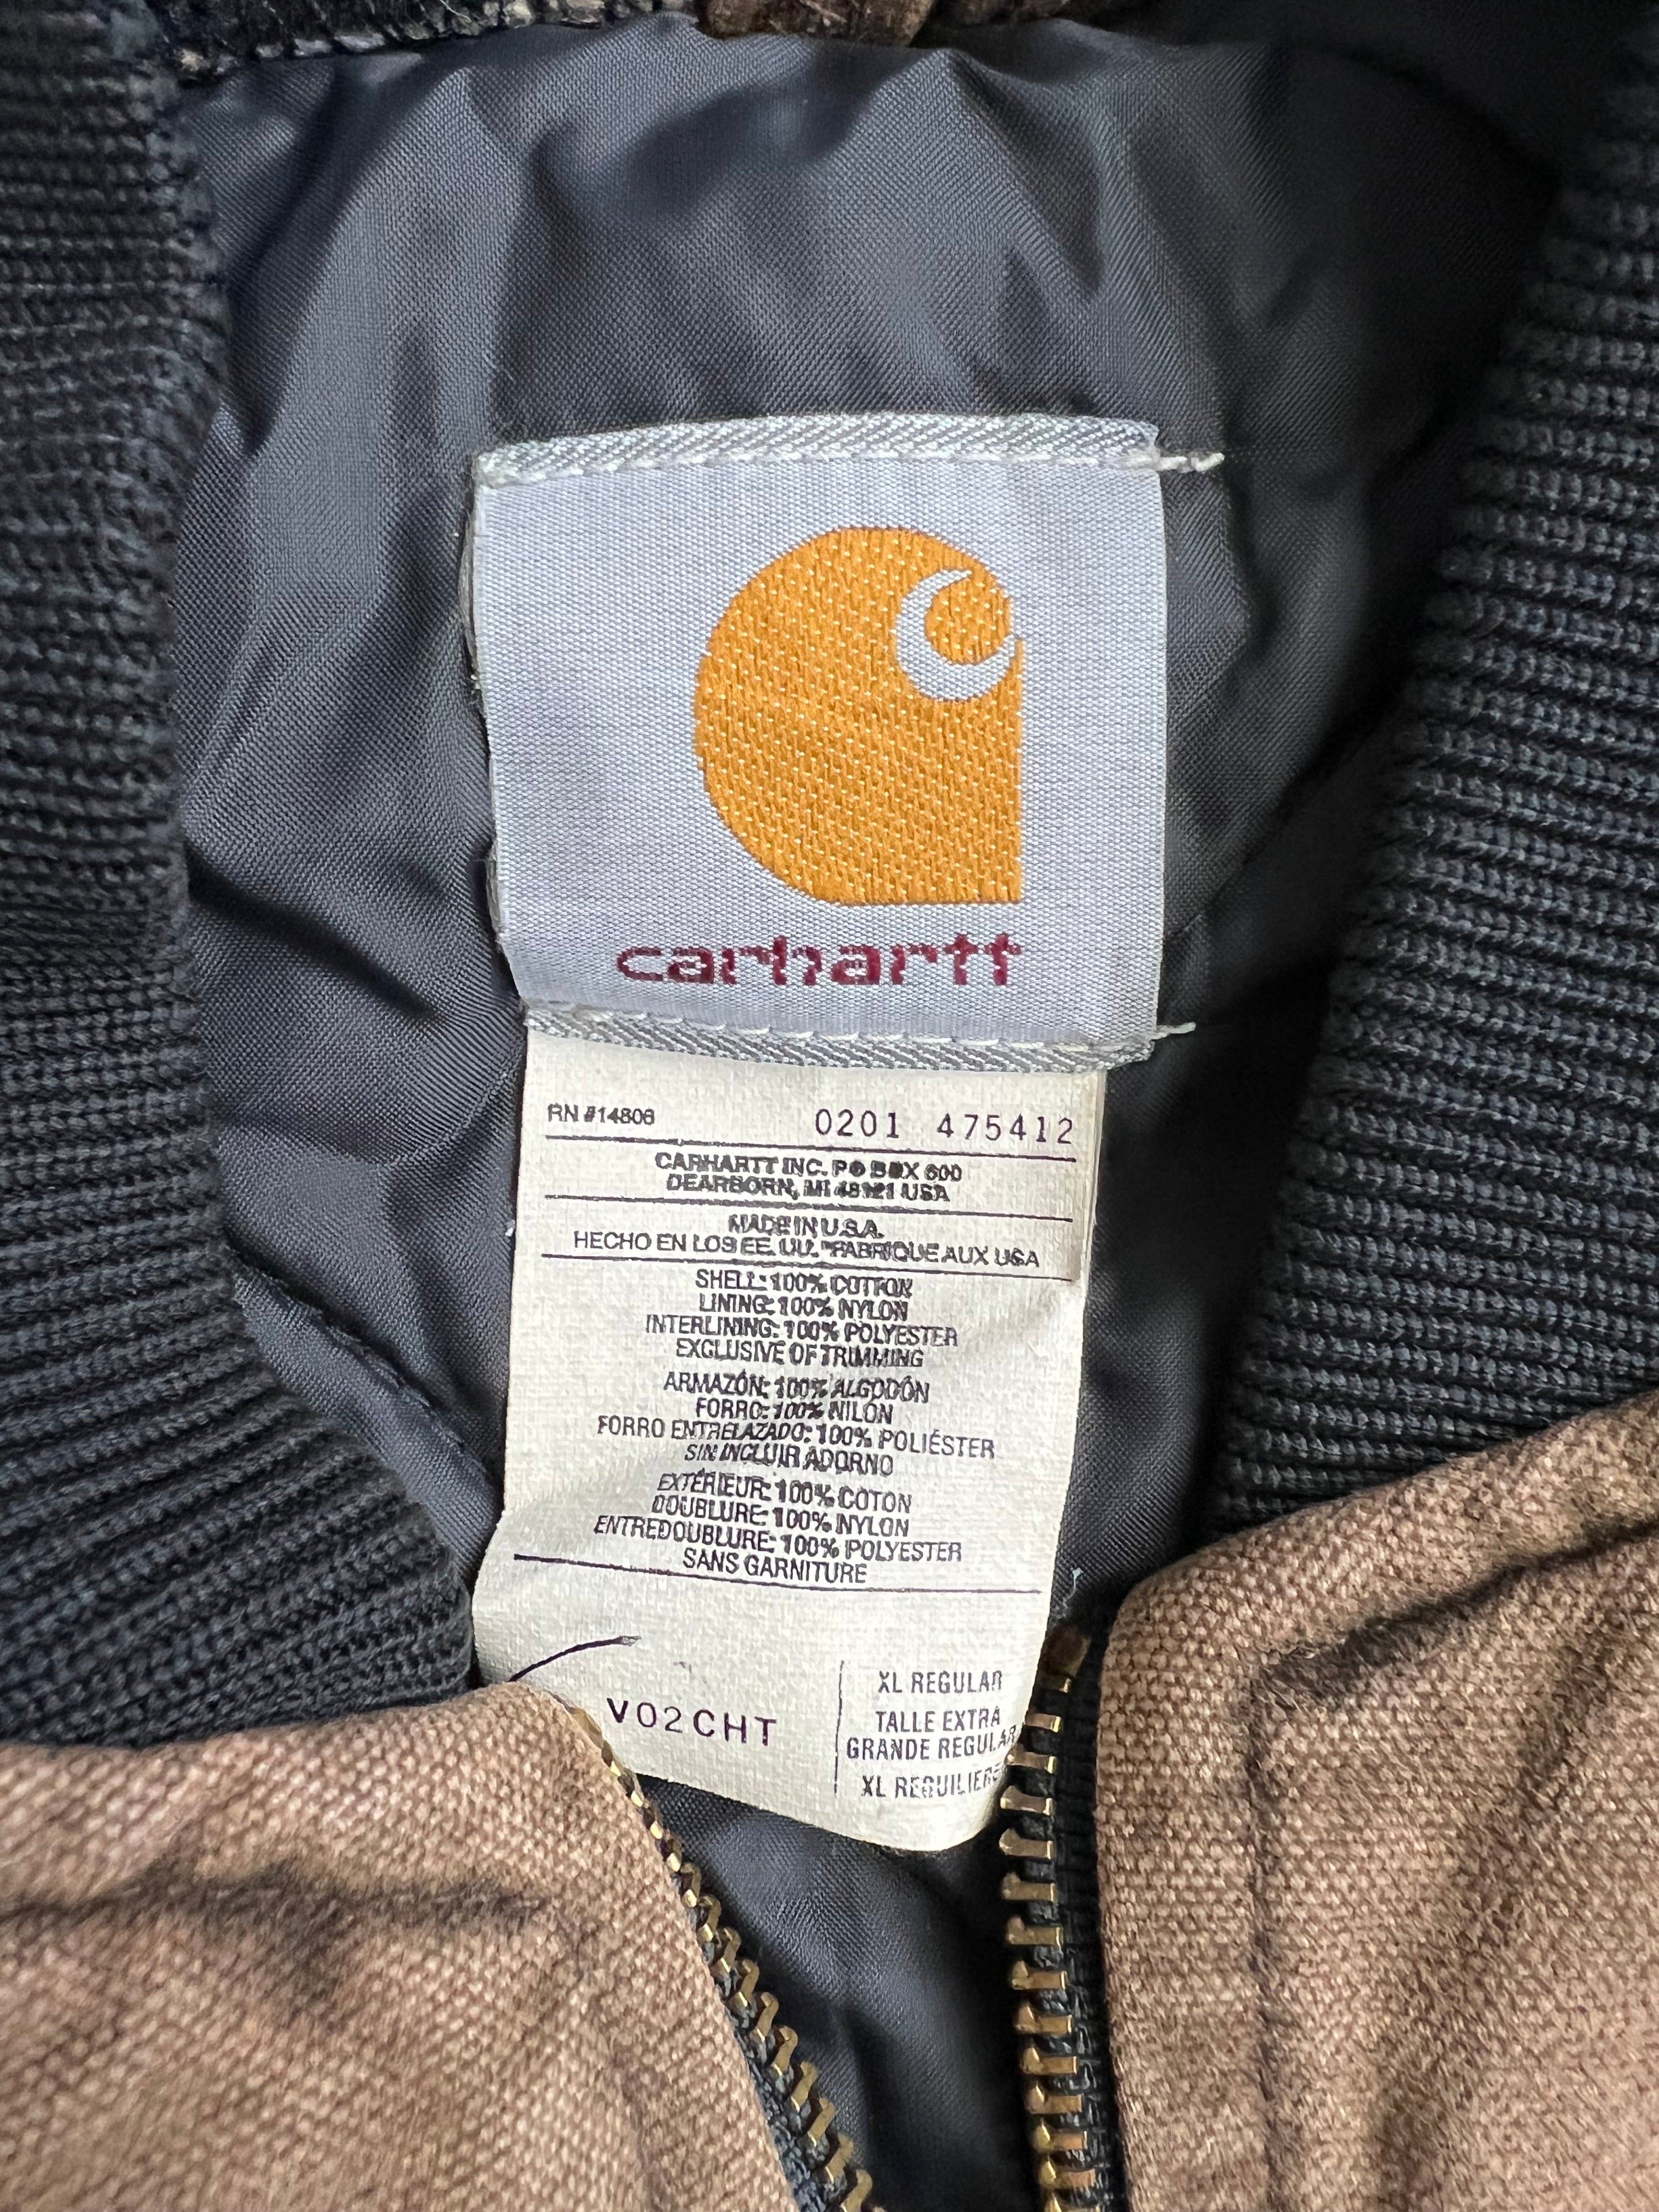 carhartt
RN #14806 0201 475412
CARHARTT INC. PO BOX 600
DEARBORN, MI 48121 USA
MADE IN U.S.A.
HECHO EN LOS EE. UU. "FABRIQUE AUX USA
SHELL: 100% COTTON
LINING: 100% NYLON
INTERLINING: 100% POLYESTER
EXCLUSIVE OF TRIMMING
ARMAZÓN: 100% ALGODÓN
FORRO: 100% NILON
FORRO ENTRELAZADO: 100% POLIÉSTER
SIN INCLUIR ADORNO
EXTÉRIEUR: 100% COTON
DOUBLURE: 100% NYLON
ENTREDOUBLURE: 100% POLYESTER
SANS GARNITURE
V02CHT
XL REGULAR
TALLE EXTRA
GRANDE REGULAR
XL REGUILIERE